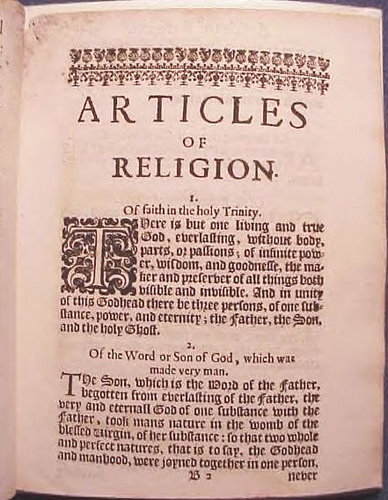 ARTICLES
OF
RELIGION.
1.
Of faith in the holy Trinity.
THere is but one living and true
God, everlaſting, without body,
parts, or paſſions; of infinite pow-
er, wiſdom, and goodneſſe, the ma-
ker and preſerver of all things both
viſible and inviſible. And in unity
of this Godhead there be three perſons, of one ſub-
ſtance, power, and eternity; the Father, the Son,
and the holy Ghoſt.
2.
Of the Word or Son of God, which was
made very man.
THe Son, which is the Word of the Father,
begotten from everlaſting of the Father, the
very and eternall God of one ſubſtance with the
Father, took mans nature in the womb of the
bleſſed Virgin, of her ſubſtance: ſo that two whole
and perfect natures, that is to ſay, the Godhead
and manhood, were joyned together in one perſon,
B 2 never